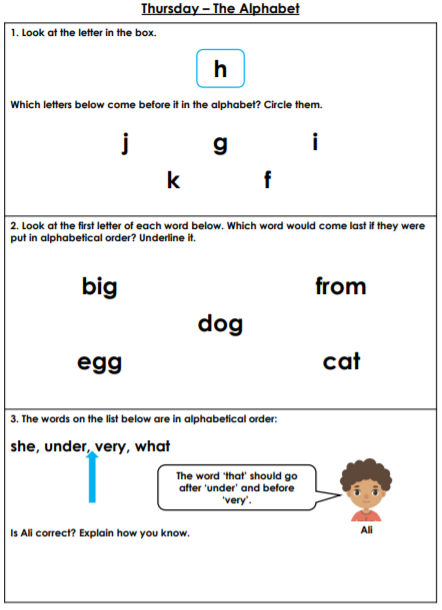 Thursday – The Alphabet
1. Look at the letter in the box.
h
Which letters below come before it in the alphabet? Circle them.
j g i
k f
2. Look at the first letter of each word below. Which word would come last if they were
put in alphabetical order? Underline it.
big from
dog
egg cat
3. The words on the list below are in alphabetical order:
she, under, very, what
The word ‘that’ should go
after ‘under’ and before
‘very’.
Ali
Is Ali correct? Explain how you know.